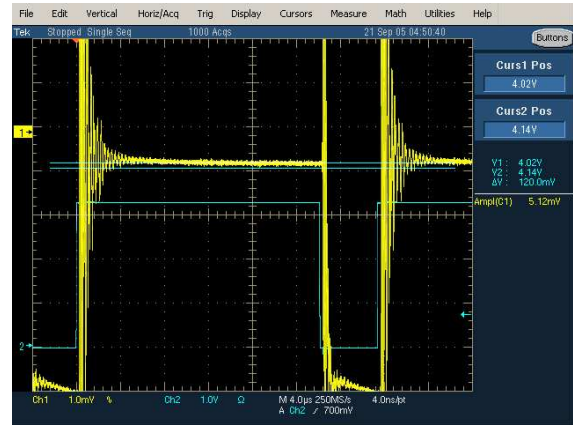 File Edit Vertical Horiz/Acq Trig Display Cursors Measure Math Utilities Help
Tek Stopped Single Seq 1000 Acqs 21 Sep 05 04:50:40
Buttons
Curs1 Pos
4.02V
Curs2 Pos
4.14V
V1: 4.02V
V2: 4.14V
ΔV: 120.0mV
Ampl(C1) 5.12mV
1
2
Ch1 1.0mV Ch2 1.0V Ω M 4.0µs 250MS/s 4.0ns/pt
A Ch2 700mV